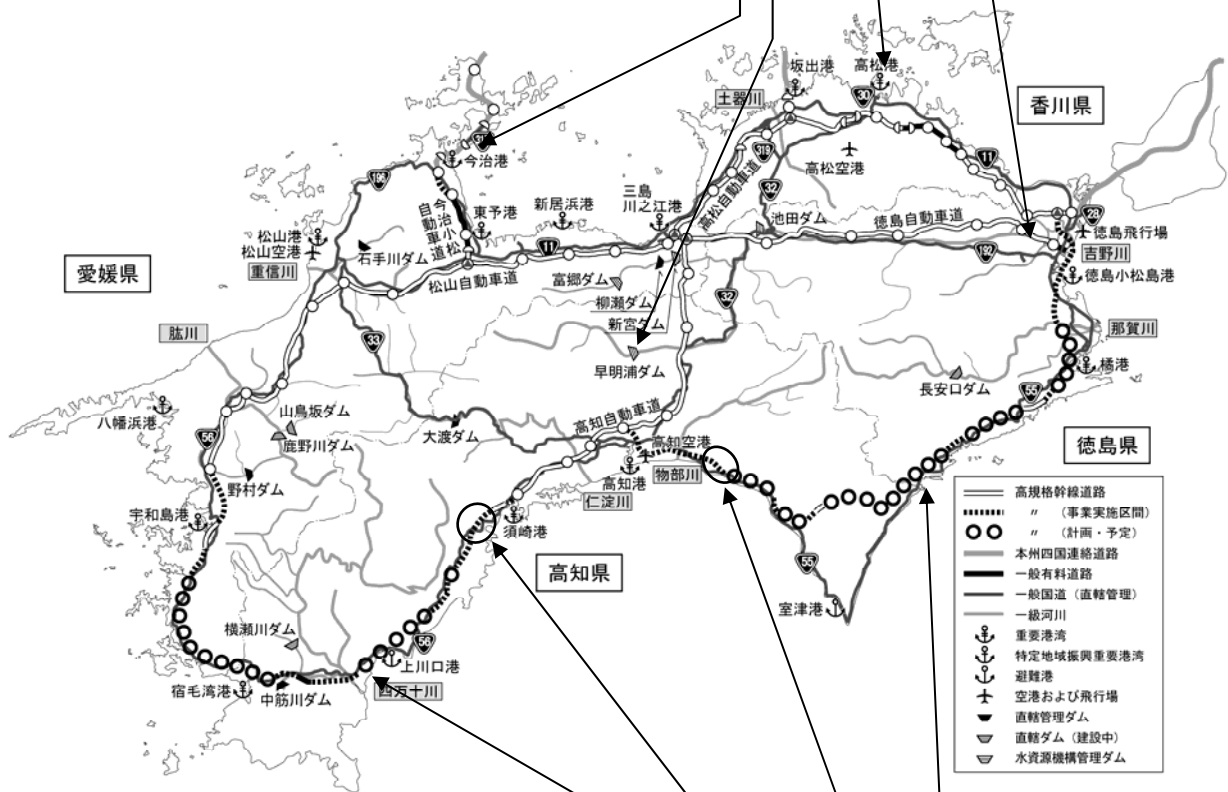 坂出港
高松港
土器川
30
香川県
31
今治港
319
11
高松空港
196
高松自動車道
32
三島
川之江港
新居浜港
東予港
今治小松
自動車道
池田ダム
徳島自動車道
28
徳島飛行場
松山港
松山空港
重信川
石手川ダム
11
192
吉野川
愛媛県
松山自動車道
富郷ダム
徳島小松島港
柳瀬ダム
32
新宮ダム
肱川
33
那賀川
早明浦ダム
橘港
長安口ダム
55
八幡浜港
山鳥坂ダム
56
鹿野川ダム
大渡ダム
高知自動車道
高知空港
徳島県
野村ダム
高知港
物部川
仁淀川
宇和島港
須崎港
高知県
55
室津港
横瀬川ダム
56
上川口港
宿毛湾港
中筋川ダム
四万十川
高規格幹線道路
〃 (事業実施区間)
〃 (計画・予定)
本州四国連絡道路
一般有料道路
一般国道(直轄管理)
一級河川
重要港湾
特定地域振興重要港湾
避難港
空港および飛行場
直轄管理ダム
直轄ダム(建設中)
水資源機構管理ダム